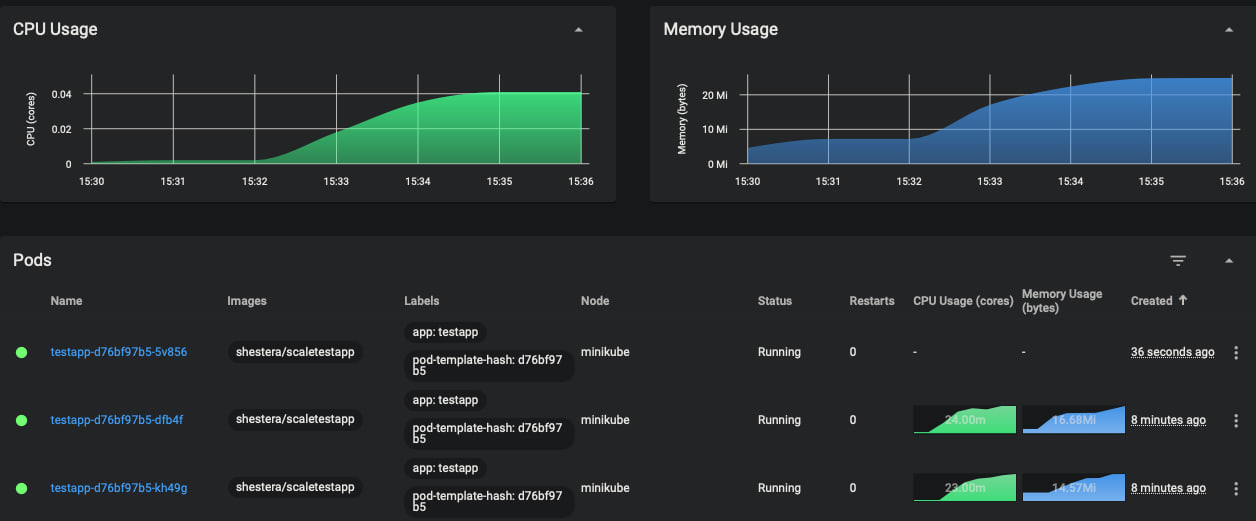 CPU Usage
CPU (cores)
0.04
0.02
0
15:30 15:31 15:32 15:33 15:34 15:35 15:36
Memory Usage
Memory (bytes)
20 Mi
10 Mi
0 Mi
15:30 15:31 15:32 15:33 15:34 15:35 15:36
Pods
Name Images Labels Node Status Restarts CPU Usage (cores) Memory Usage (bytes) Created
testapp-d76bf97b5-5v856 shestera/scaletestapp app: testapp
pod-template-hash: d76bf97
b5
minikube Running 0 - - 36 seconds ago
testapp-d76bf97b5-dfb4f shestera/scaletestapp app: testapp
pod-template-hash: d76bf97
b5
minikube Running 0 24.00m 16.68Mi 8 minutes ago
testapp-d76bf97b5-kh49g shestera/scaletestapp app: testapp
pod-template-hash: d76bf97
b5
minikube Running 0 23.00m 14.57Mi 8 minutes ago